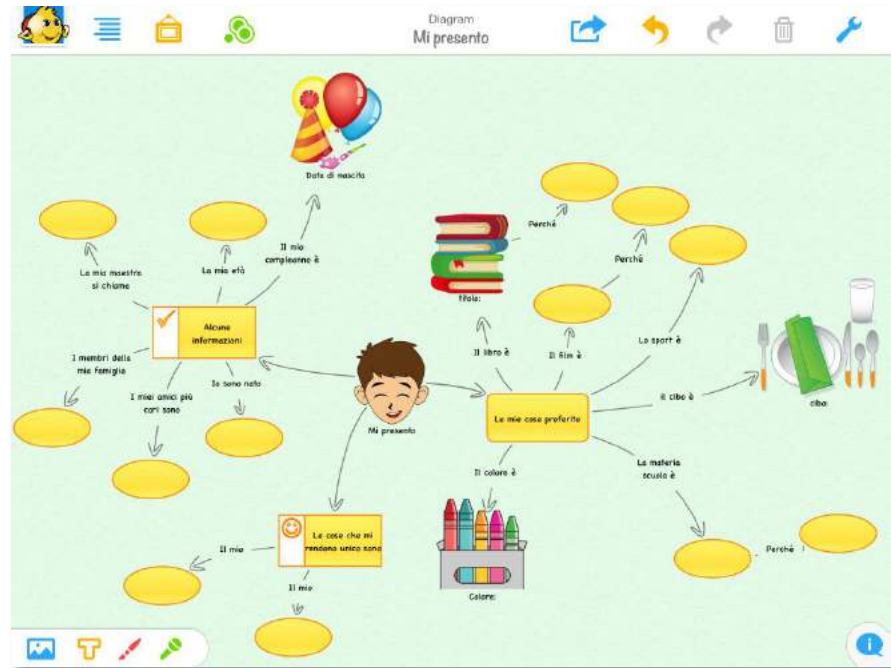 Diagram
Mi presento
Data di nascita
Il mio
compleanno è
La mia età
La mia maestra
si chiama
Alcune
informazioni
I membri della
mia famiglia
I miei amici più
cari sono
Io sono nato
Mi presento
Le cose che mi
rendono unico sono
Il mio
Il mio
Le mie cose preferite
Il libro è
titolo:
Perché
Il film è
Perché
Lo sport è
il cibo è
cibo:
La materia
scuola è
Perché
Il colore è
Colore: